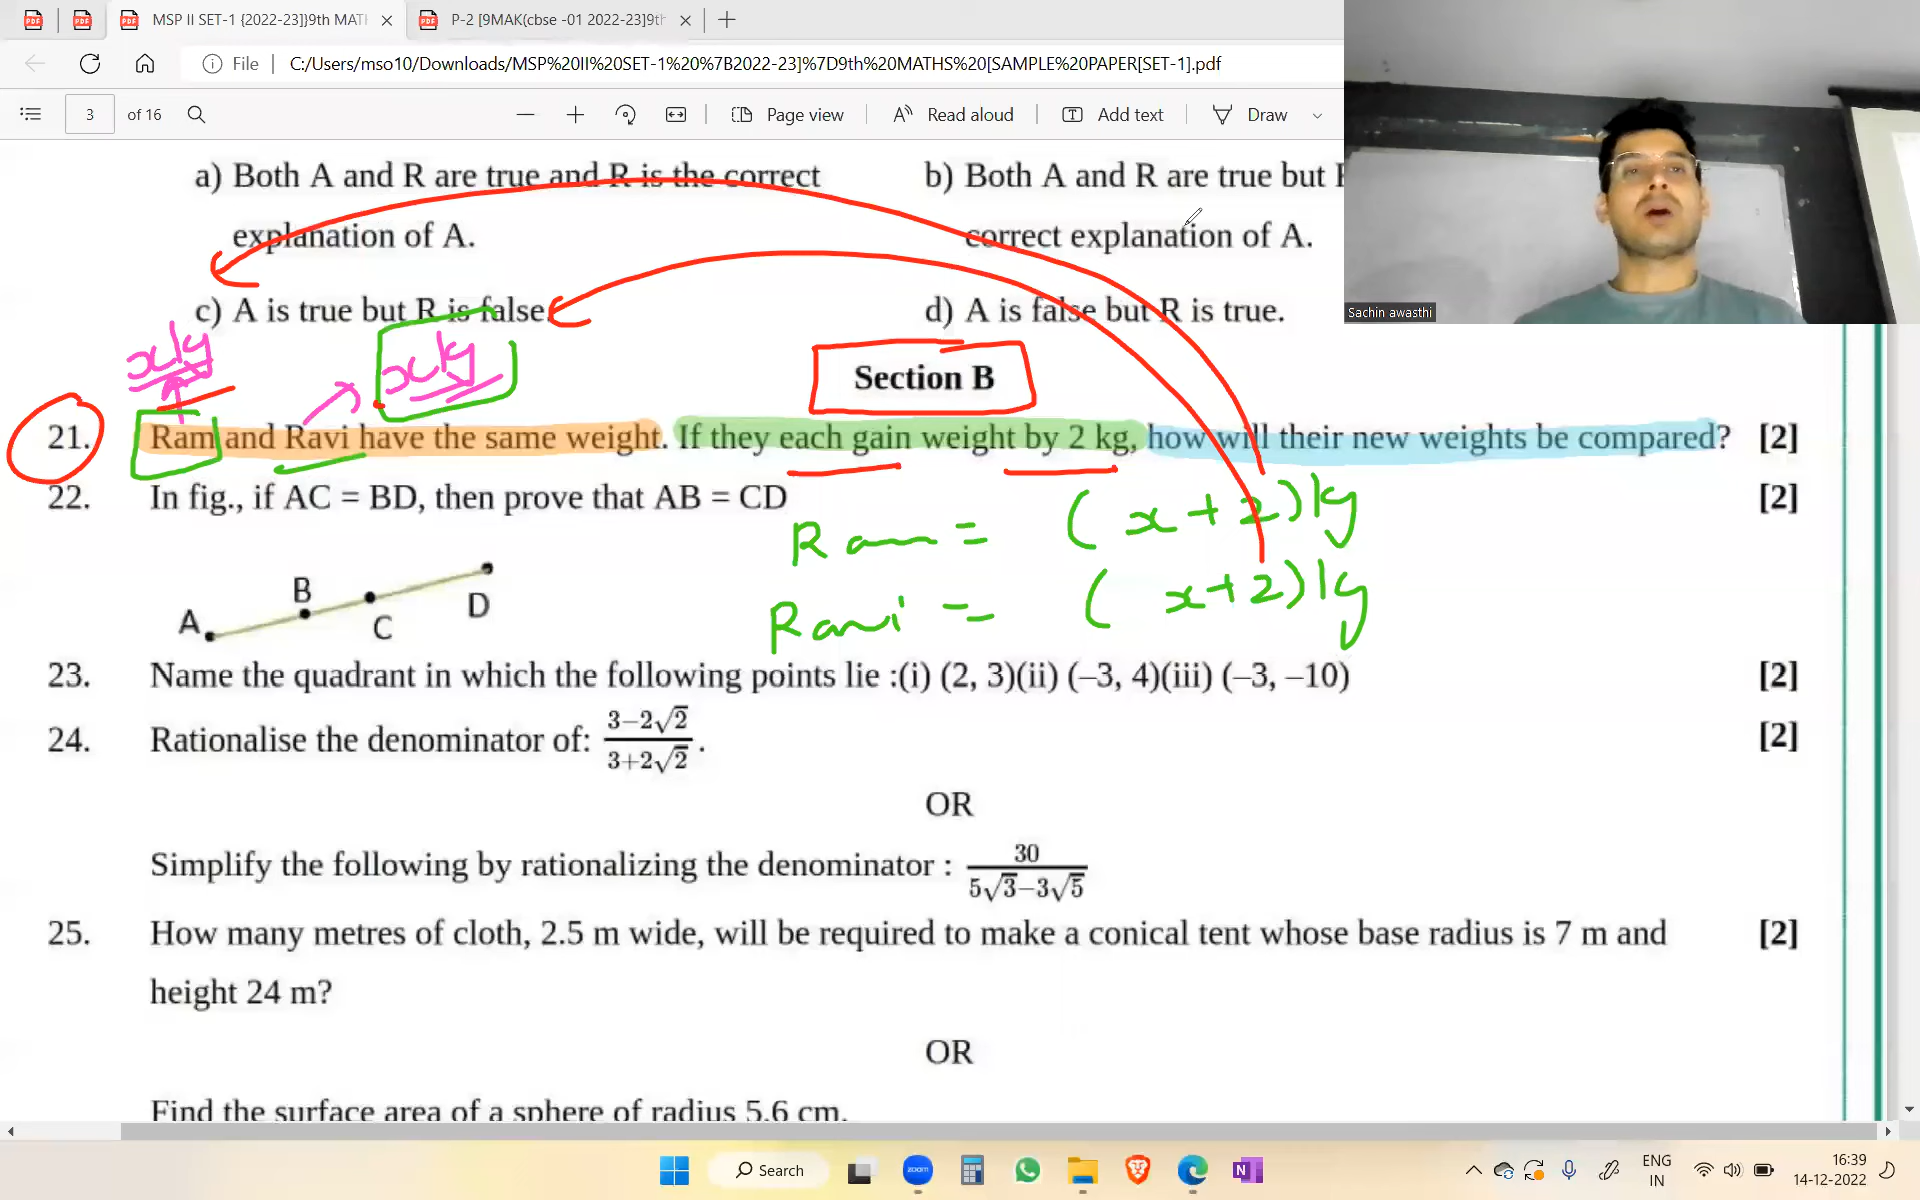 MSP II SET-1 {2022-23]}9th MATH
P-2 [9MAK(cbse -01 2022-23]9th
File
C:/Users/mso10/Downloads/MSP%20II%20SET-1%20%7B2022-23]%7D9th%20MATHS%20[SAMPLE%20PAPER[SET-1].pdf
3 of 16
Page view
Read aloud
Add text
Draw
Sachin awasthi
a) Both A and R are true and R is the correct
explanation of A.
b) Both A and R are true but
correct explanation of A.
c) A is true but R is false
d) A is false but R is true.
x kg
x kg
Section B
21. Ram and Ravi have the same weight. If they each gain weight by 2 kg, how will their new weights be compared? [2]
22. In fig., if AC = BD, then prove that AB = CD [2]
Ram = (x+2)kg
Ravi = (x+2)kg
A
B
C
D
23. Name the quadrant in which the following points lie :(i) (2, 3)(ii) (–3, 4)(iii) (–3, –10) [2]
24. Rationalise the denominator of: 3−2√2 / 3+2√2 . [2]
OR
Simplify the following by rationalizing the denominator : 30 / 5√3−3√5
25. How many metres of cloth, 2.5 m wide, will be required to make a conical tent whose base radius is 7 m and [2]
height 24 m?
OR
Find the surface area of a sphere of radius 5.6 cm.
Search
zoom
ENG
IN
16:39
14-12-2022